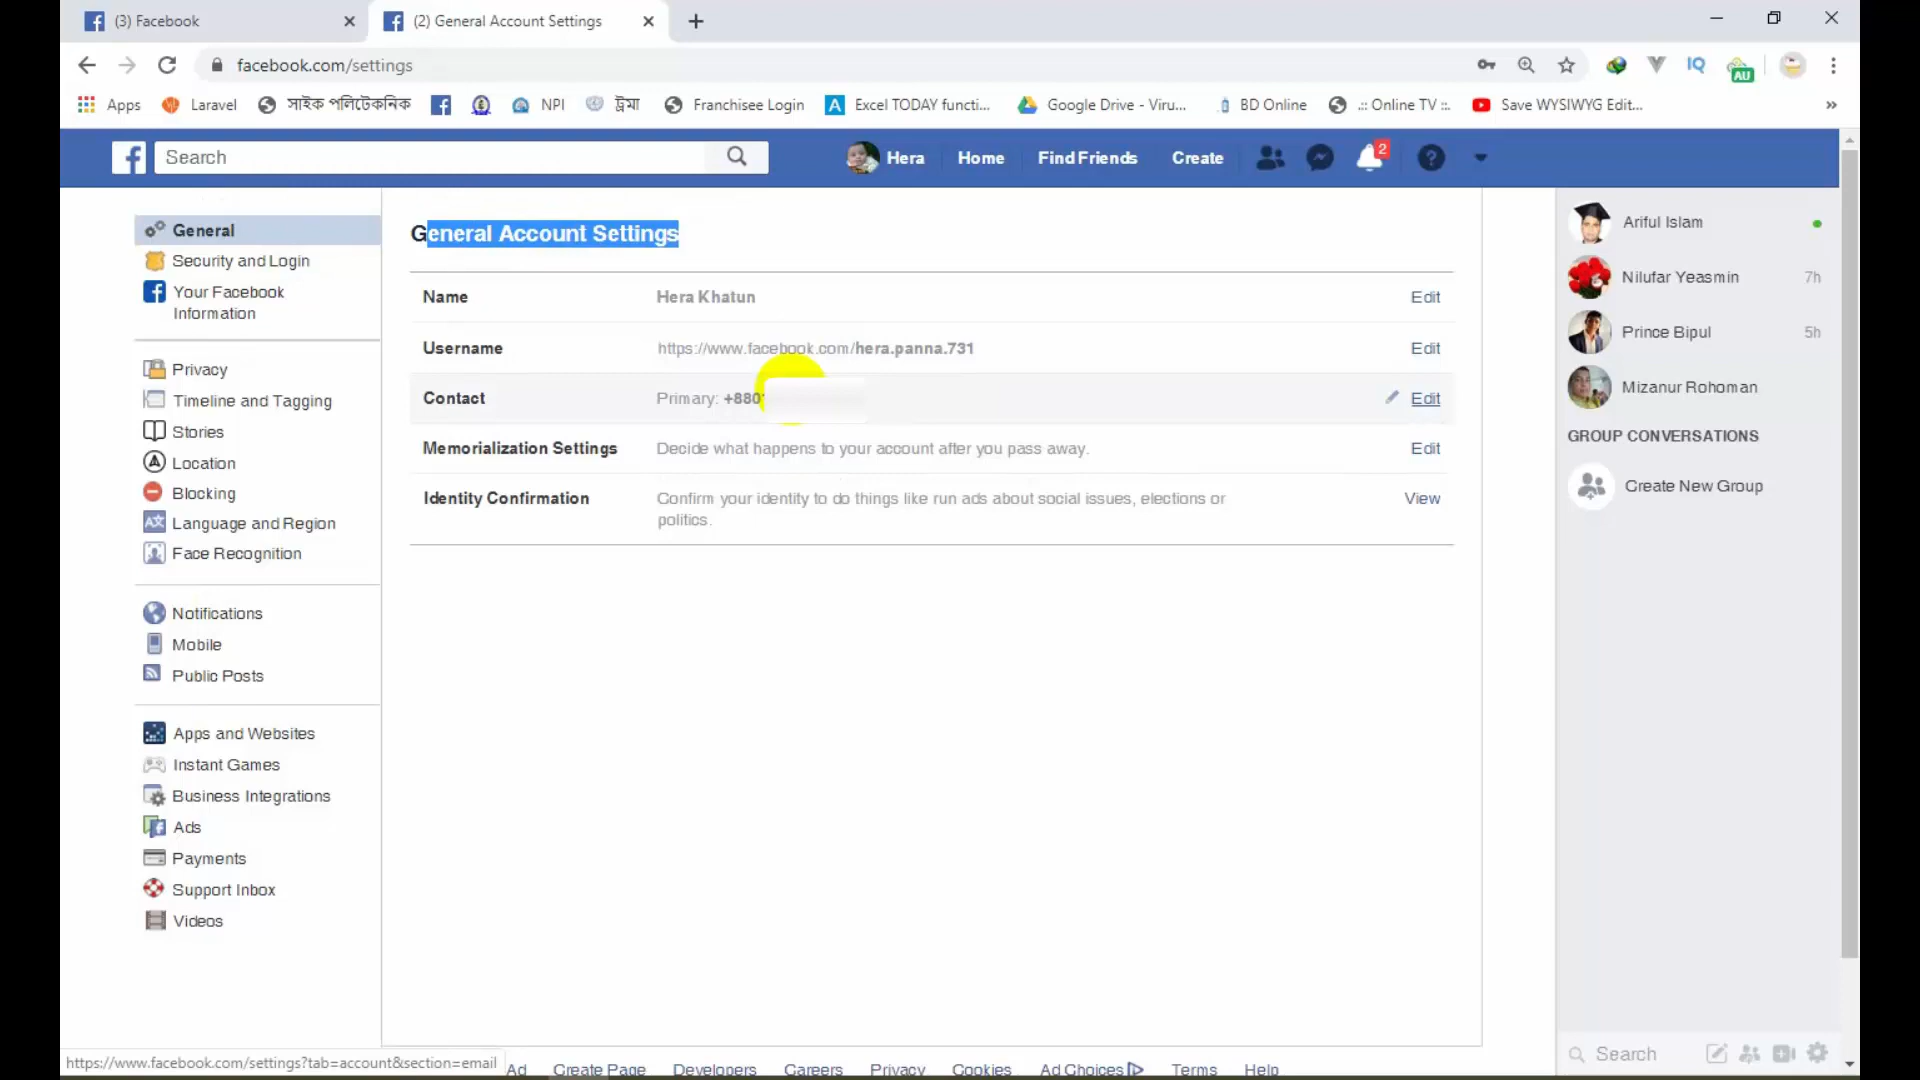 (3) Facebook
(2) General Account Settings
facebook.com/settings
AU
Apps
Laravel
সাইক পলিটেকনিক
NPI
ট্রমা
Franchisee Login
Excel TODAY functi...
Google Drive - Viru...
BD Online
.:: Online TV ::.
Save WYSIWYG Edit...
Search
Hera
Home
Find Friends
Create
2
General
Security and Login
Your Facebook
Information
Privacy
Timeline and Tagging
Stories
Location
Blocking
Language and Region
Face Recognition
Notifications
Mobile
Public Posts
Apps and Websites
Instant Games
Business Integrations
Ads
Payments
Support Inbox
Videos
General Account Settings
Name Hera Khatun Edit
Username https://www.facebook.com/hera.panna.731 Edit
Contact Primary: +880 Edit
Memorialization Settings Decide what happens to your account after you pass away. Edit
Identity Confirmation Confirm your identity to do things like run ads about social issues, elections or View
politics.
Ariful Islam
Nilufar Yeasmin 7h
Prince Bipul 5h
Mizanur Rohoman
GROUP CONVERSATIONS
Create New Group
Search
https://www.facebook.com/settings?tab=account&section=email
Ad Create Page Developers Careers Privacy Cookies Ad Choices Terms Help